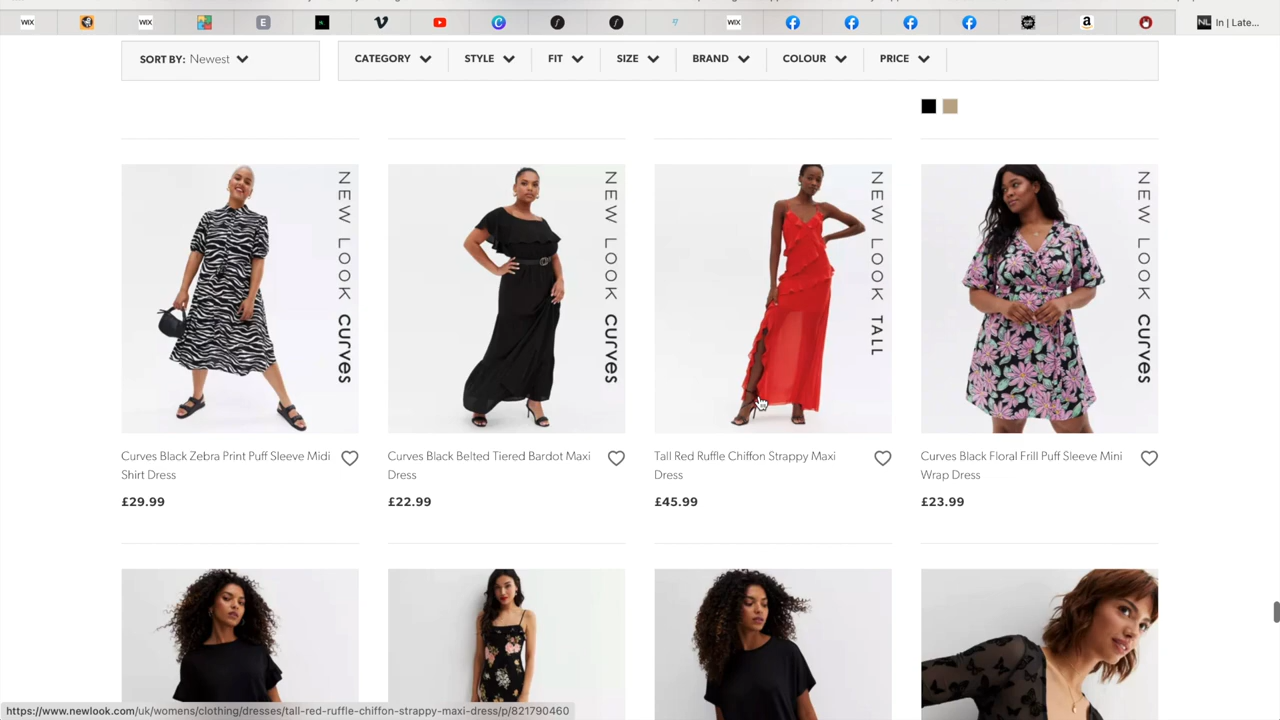 WIX
WIX
E
f
f
WIX
a
NL In | Late...
SORT BY: Newest
CATEGORY STYLE FIT SIZE BRAND COLOUR PRICE
NEW LOOK curves
NEW LOOK curves
NEW LOOK TALL
NEW LOOK curves
Curves Black Zebra Print Puff Sleeve Midi
Shirt Dress
£29.99
Curves Black Belted Tiered Bardot Maxi
Dress
£22.99
Tall Red Ruffle Chiffon Strappy Maxi
Dress
£45.99
Curves Black Floral Frill Puff Sleeve Mini
Wrap Dress
£23.99
https://www.newlook.com/uk/womens/clothing/dresses/tall-red-ruffle-chiffon-strappy-maxi-dress/p/821790460